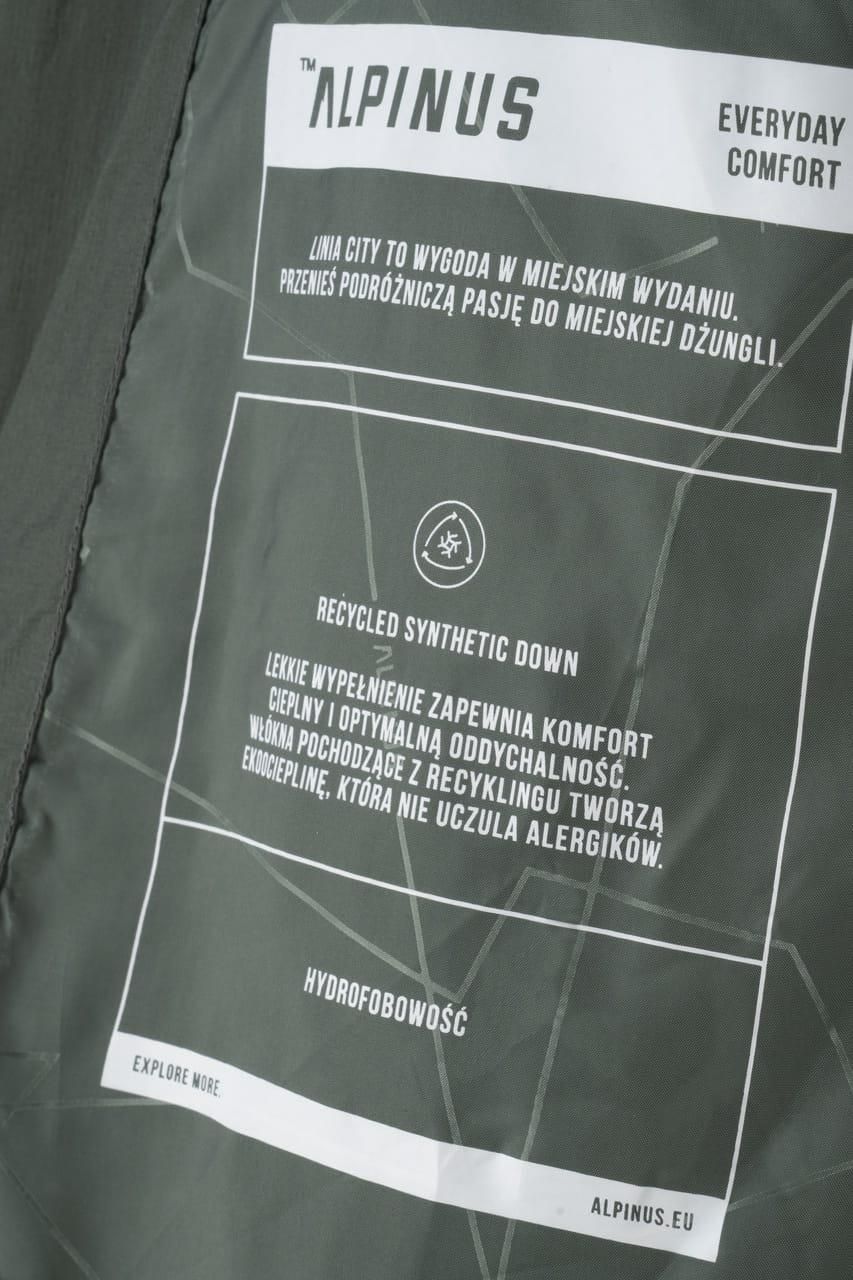 ™ALPINUS
EVERYDAY
COMFORT
LINIA CITY TO WYGODA W MIEJSKIM WYDANIU.
PRZENIEŚ PODRÓŻNICZĄ PASJĘ DO MIEJSKIEJ DŻUNGLI.
RECYCLED SYNTHETIC DOWN
LEKKIE WYPEŁNIENIE ZAPEWNIA KOMFORT
CIEPLNY I OPTYMALNĄ ODDYCHALNOŚĆ.
WŁÓKNA POCHODZĄCE Z RECYKLINGU TWORZĄ
EKOOCIEPLINĘ, KTÓRA NIE UCZULA ALERGIKÓW.
HYDROFOBOWOŚĆ
EXPLORE MORE.
ALPINUS.EU